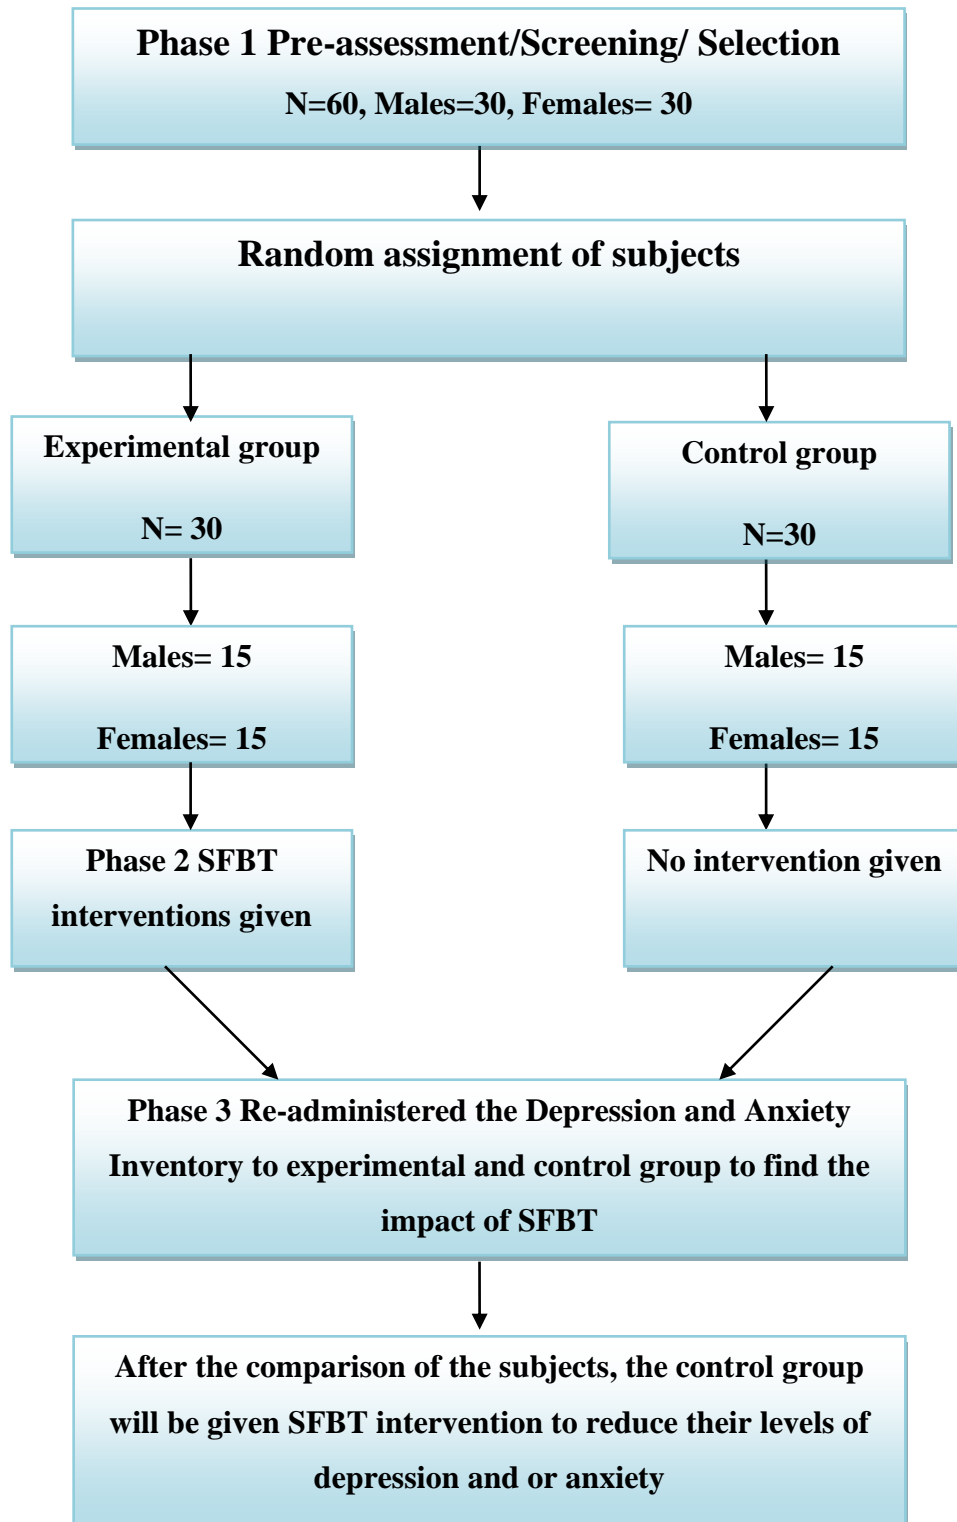 Phase 1 Pre-assessment/Screening/ Selection
N=60, Males=30, Females= 30
Random assignment of subjects
Experimental group
N= 30
Control group
N=30
Males= 15
Females= 15
Males= 15
Females= 15
Phase 2 SFBT
interventions given
No intervention given
Phase 3 Re-administered the Depression and Anxiety
Inventory to experimental and control group to find the
impact of SFBT
After the comparison of the subjects, the control group
will be given SFBT intervention to reduce their levels of
depression and or anxiety